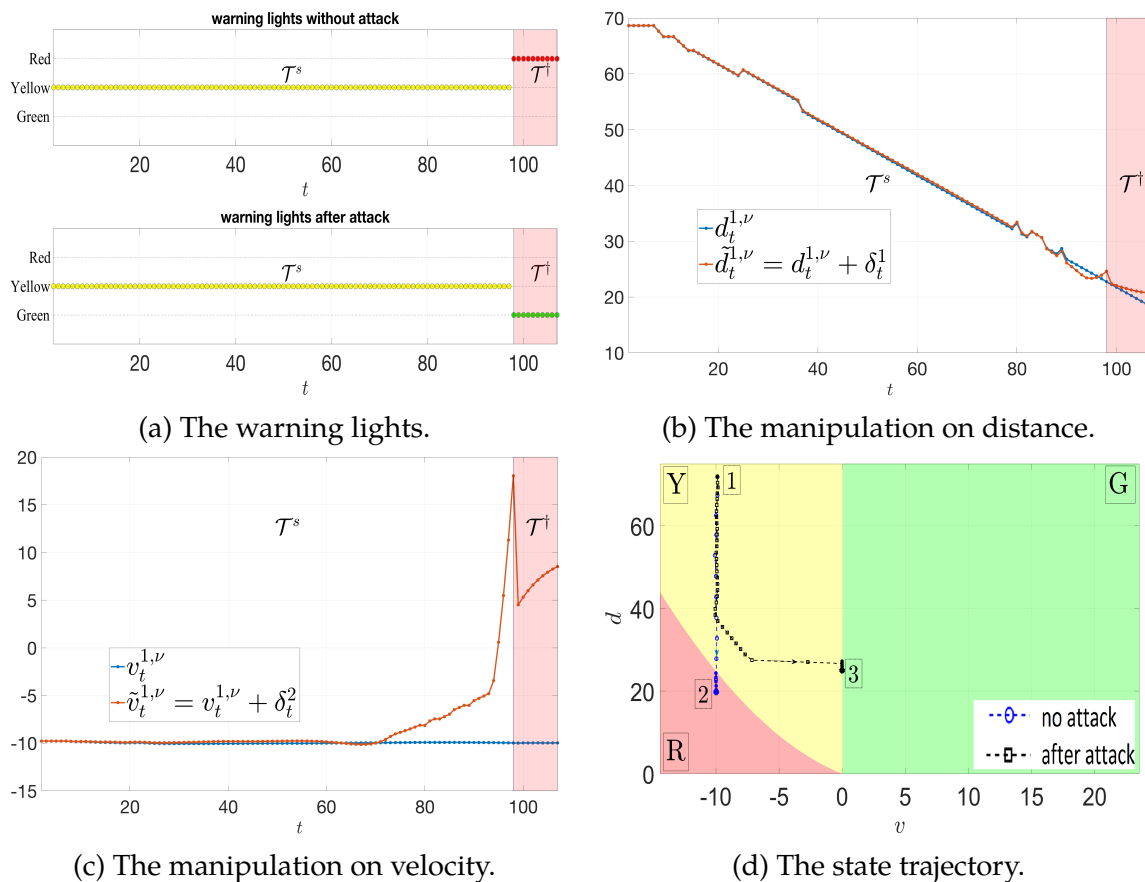 warning lights without attack
Red
Yellow
Green
𝒯ˢ
𝒯†
20 40 60 80 100
t
warning lights after attack
Red
Yellow
Green
𝒯ˢ
𝒯†
20 40 60 80 100
t
(a) The warning lights.
70
60
50
40
30
20
10
𝒯ˢ
𝒯†
d_t^{1,ν}
d̃_t^{1,ν} = d_t^{1,ν} + δ_t^1
20 40 60 80 100
t
(b) The manipulation on distance.
20
15
10
5
0
-5
-10
-15
𝒯ˢ
𝒯†
v_t^{1,ν}
ṽ_t^{1,ν} = v_t^{1,ν} + δ_t^2
20 40 60 80 100
t
(c) The manipulation on velocity.
Y
1
G
60
40
20
0
d
3
2
R
no attack
after attack
-10 -5 0 5 10 15 20
v
(d) The state trajectory.